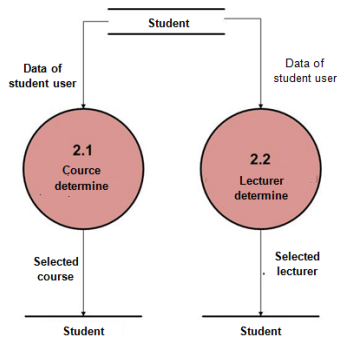 Student
Data of
student user
Data of
student user
2.1
Cource
determine
2.2
Lecturer
determine
Selected
course
Selected
lecturer
Student
Student